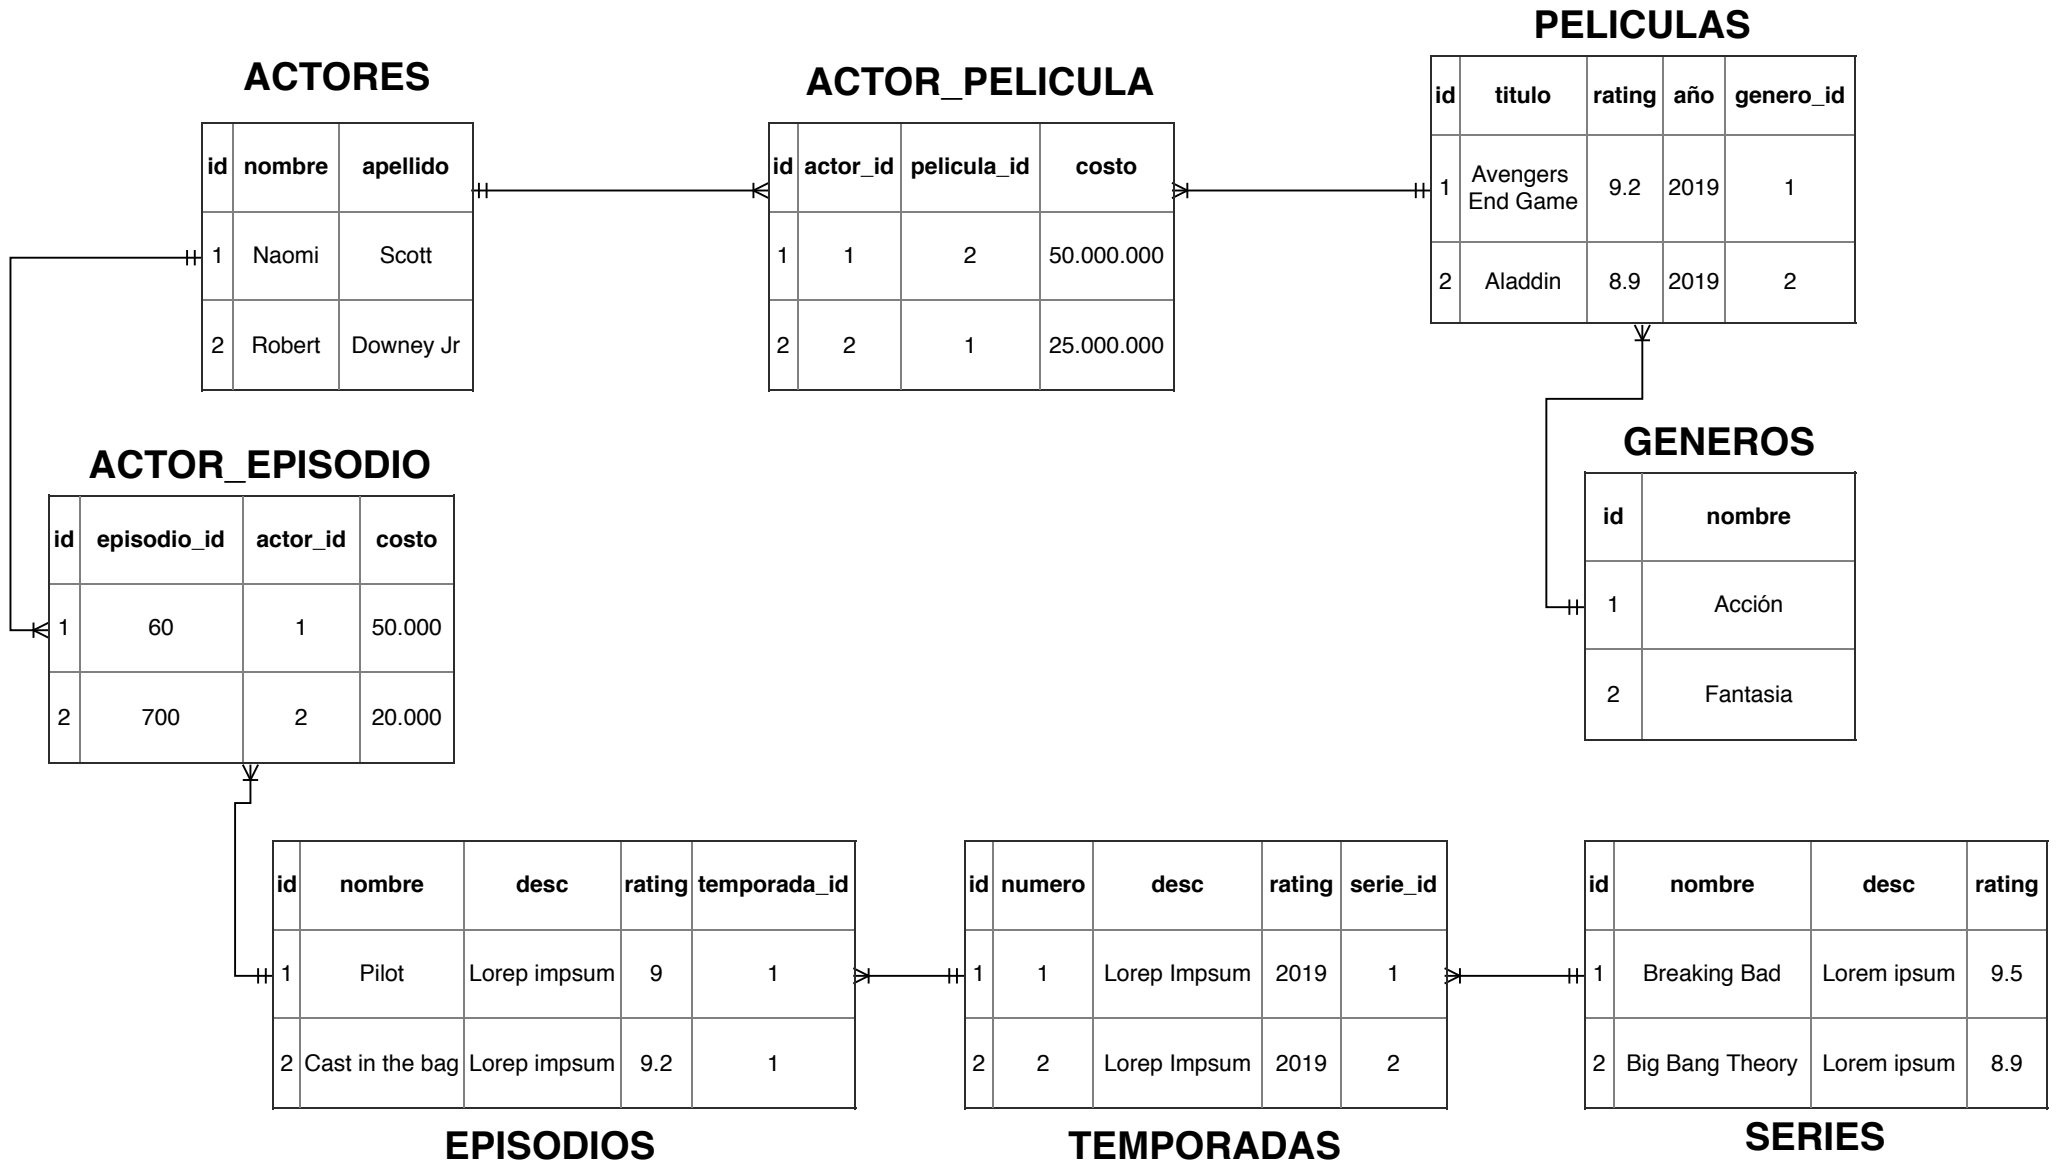 ACTORES
id nombre apellido
1 Naomi Scott
2 Robert Downey Jr
ACTOR_PELICULA
id actor_id pelicula_id costo
1 1 2 50.000.000
2 2 1 25.000.000
PELICULAS
id titulo rating año genero_id
1 Avengers
End Game 9.2 2019 1
2 Aladdin 8.9 2019 2
ACTOR_EPISODIO
id episodio_id actor_id costo
1 60 1 50.000
2 700 2 20.000
GENEROS
id nombre
1 Acción
2 Fantasia
id nombre desc rating temporada_id
1 Pilot Lorep impsum 9 1
2 Cast in the bag Lorep impsum 9.2 1
EPISODIOS
id numero desc rating serie_id
1 1 Lorep Impsum 2019 1
2 2 Lorep Impsum 2019 2
TEMPORADAS
id nombre desc rating
1 Breaking Bad Lorem ipsum 9.5
2 Big Bang Theory Lorem ipsum 8.9
SERIES